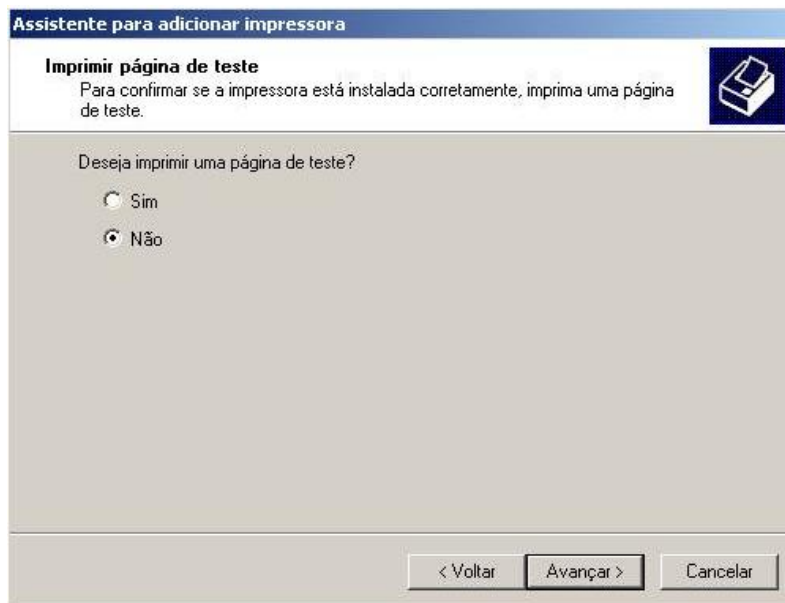 Assistente para adicionar impressora
Imprimir página de teste
Para confirmar se a impressora está instalada corretamente, imprima uma página
de teste.
Deseja imprimir uma página de teste?
Sim
Não
< Voltar
Avançar >
Cancelar